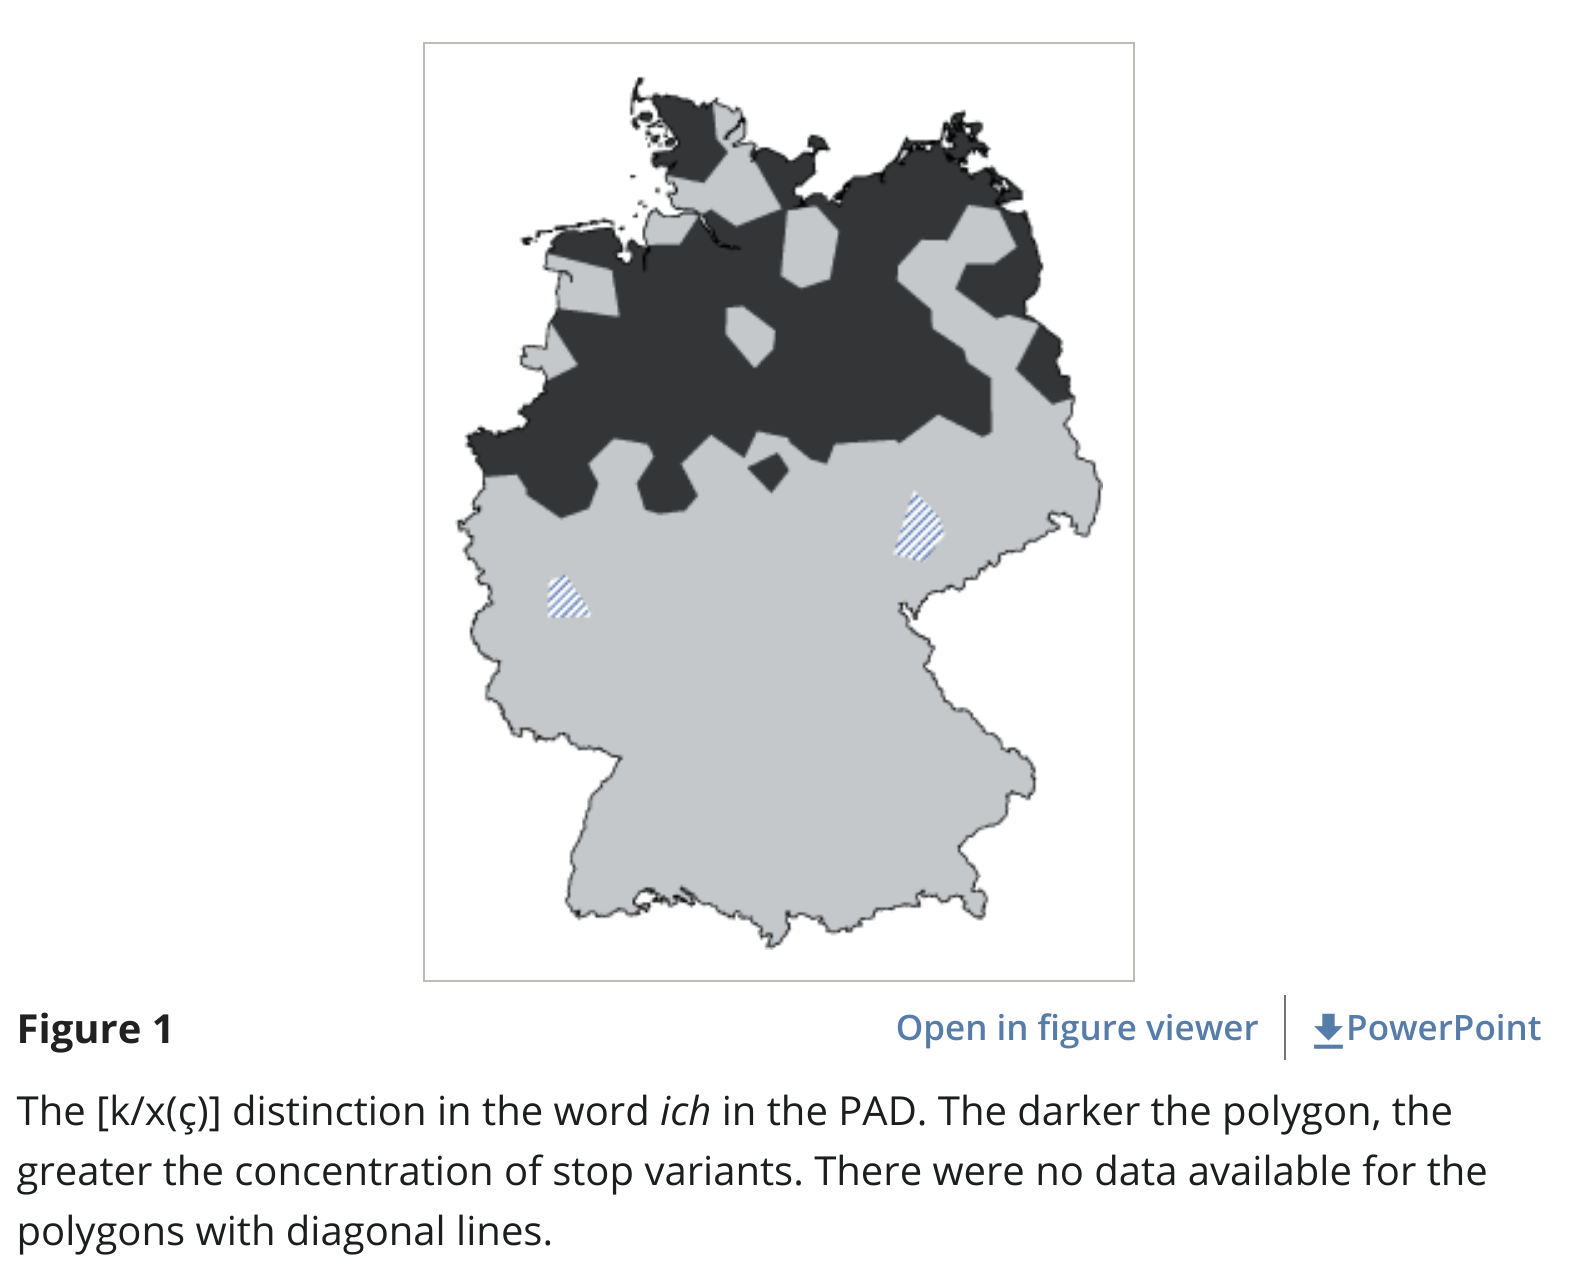 Figure 1
Open in figure viewer
PowerPoint
The [k/x(ç)] distinction in the word ich in the PAD. The darker the polygon, the
greater the concentration of stop variants. There were no data available for the
polygons with diagonal lines.